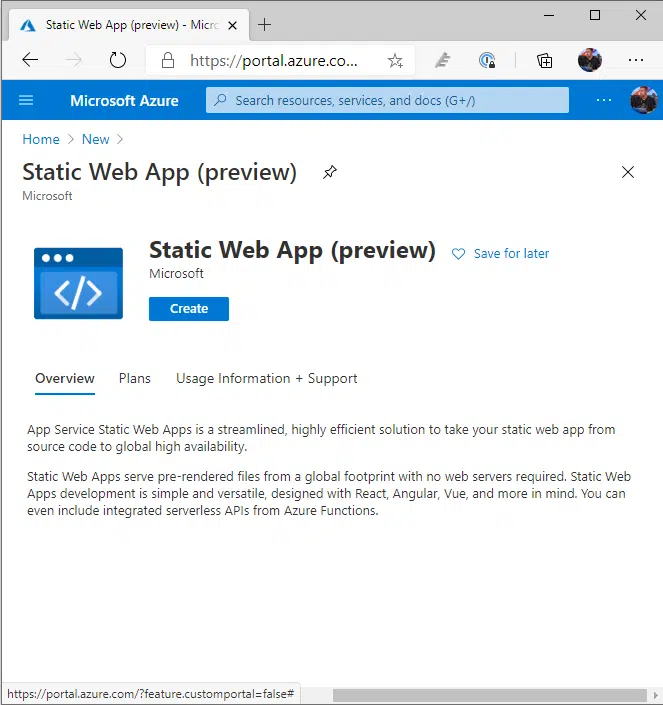 Static Web App (preview) - Micro
https://portal.azure.co...
Microsoft Azure
Search resources, services, and docs (G+/)
Home > New >
Static Web App (preview)
Microsoft
Static Web App (preview)
Save for later
Microsoft
Create
Overview Plans Usage Information + Support
App Service Static Web Apps is a streamlined, highly efficient solution to take your static web app from
source code to global high availability.
Static Web Apps serve pre-rendered files from a global footprint with no web servers required. Static Web
Apps development is simple and versatile, designed with React, Angular, Vue, and more in mind. You can
even include integrated serverless APIs from Azure Functions.
https://portal.azure.com/?feature.customportal=false#